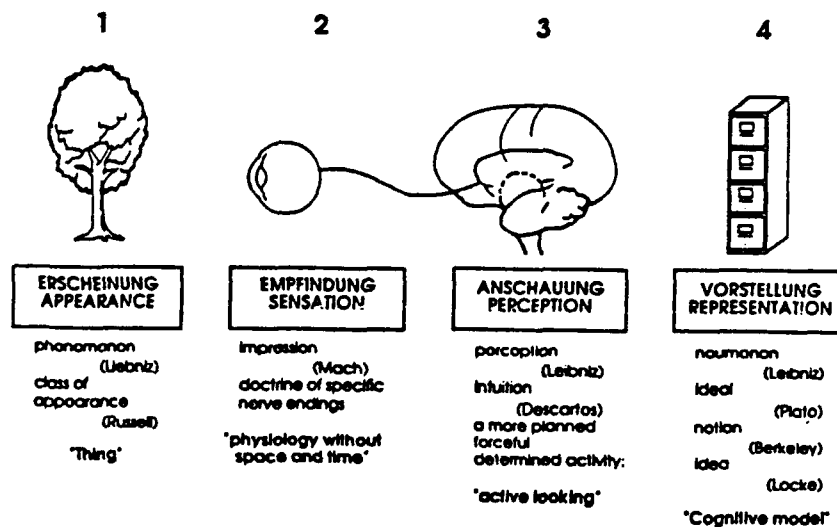 1
2
3
4
ERSCHEINUNG
APPEARANCE
phenomenon
(Leibniz)
class of
appearance
(Russell)
"Thing"
EMPFINDUNG
SENSATION
impression
(Mach)
doctrine of specific
nerve endings
"physiology without
space and time"
ANSCHAUUNG
PERCEPTION
perception
(Leibniz)
intuition
(Descartes)
a more planned
forceful
determined activity:
"active looking"
VORSTELLUNG
REPRESENTATION
noumenon
(Leibniz)
ideal
(Plato)
notion
(Berkeley)
idea
(Locke)
"Cognitive model"